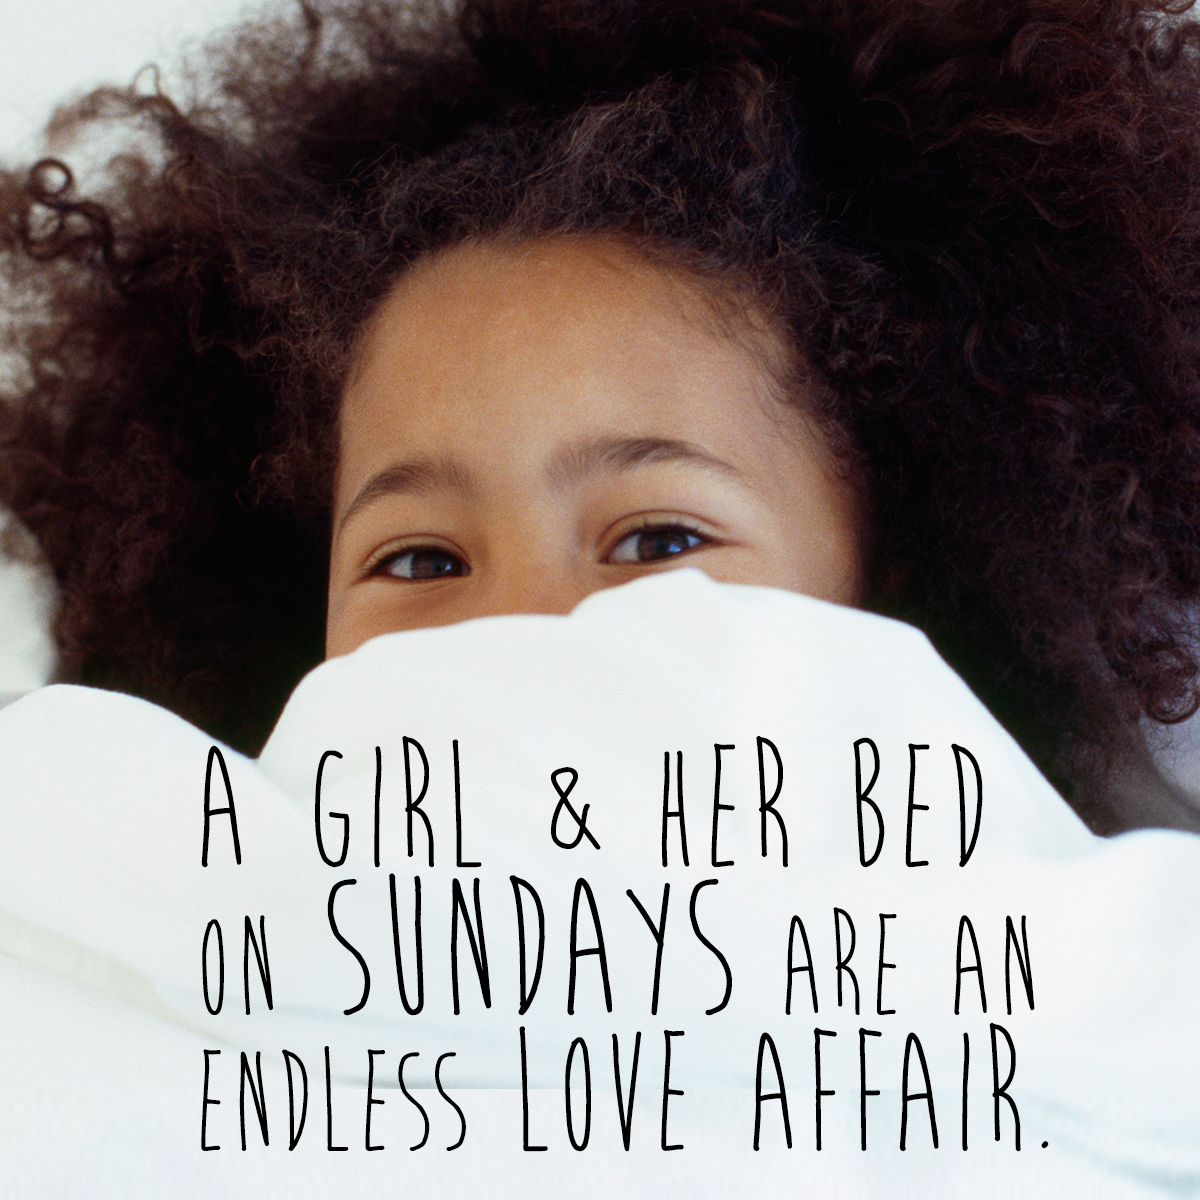 A GIRL & HER BED
ON SUNDAYS ARE AN
ENDLESS LOVE AFFAIR.